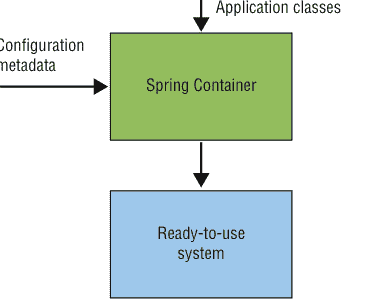 Application classes
Configuration
metadata
Spring Container
Ready-to-use
system